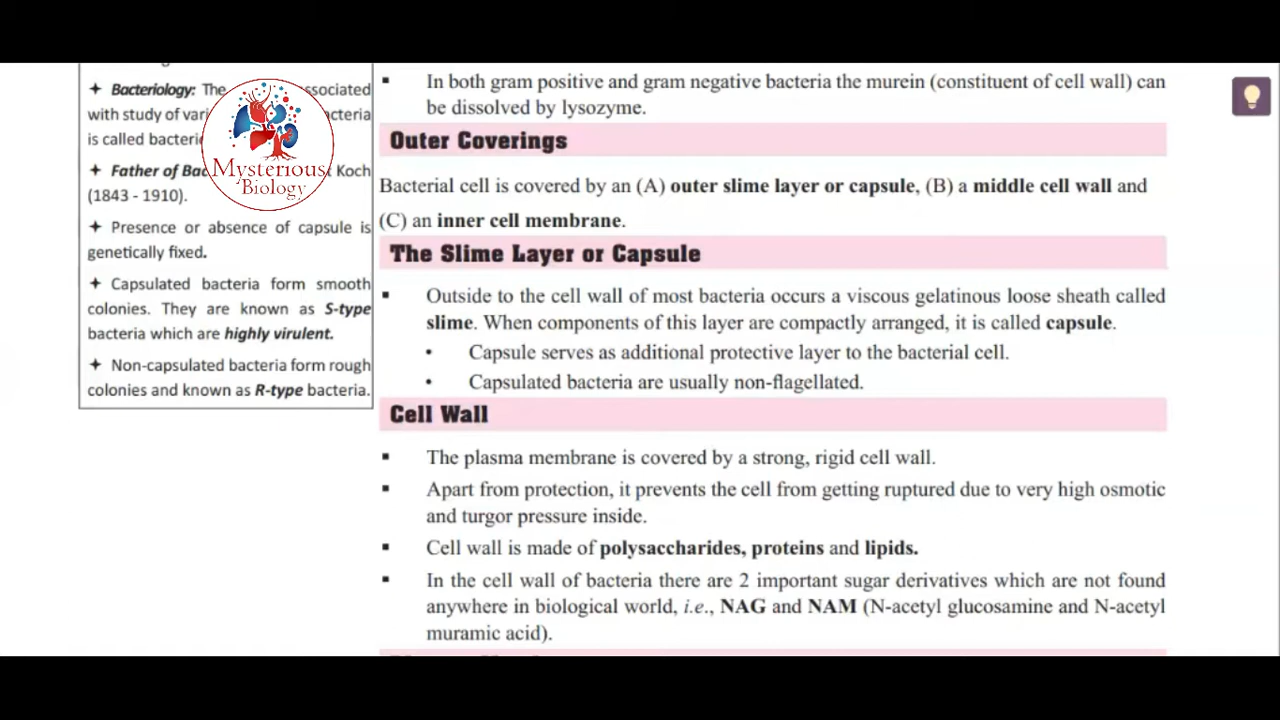 ✦ Bacteriology: The
with study of
is called
✦ Father of Koch
(1843 - 1910).
✦ Presence or absence of capsule is
genetically fixed.
✦ Capsulated bacteria form smooth
colonies. They are known as S-type
bacteria which are highly virulent.
✦ Non-capsulated bacteria form rough
colonies and known as R-type bacteria.
Mysterious
Biology
▪ In both gram positive and gram negative bacteria the murein (constituent of cell wall) can
be dissolved by lysozyme.
Outer Coverings
Bacterial cell is covered by an (A) outer slime layer or capsule, (B) a middle cell wall and
(C) an inner cell membrane.
The Slime Layer or Capsule
▪ Outside to the cell wall of most bacteria occurs a viscous gelatinous loose sheath called
slime. When components of this layer are compactly arranged, it is called capsule.
• Capsule serves as additional protective layer to the bacterial cell.
• Capsulated bacteria are usually non-flagellated.
Cell Wall
▪ The plasma membrane is covered by a strong, rigid cell wall.
▪ Apart from protection, it prevents the cell from getting ruptured due to very high osmotic
and turgor pressure inside.
▪ Cell wall is made of polysaccharides, proteins and lipids.
▪ In the cell wall of bacteria there are 2 important sugar derivatives which are not found
anywhere in biological world, i.e., NAG and NAM (N-acetyl glucosamine and N-acetyl
muramic acid).